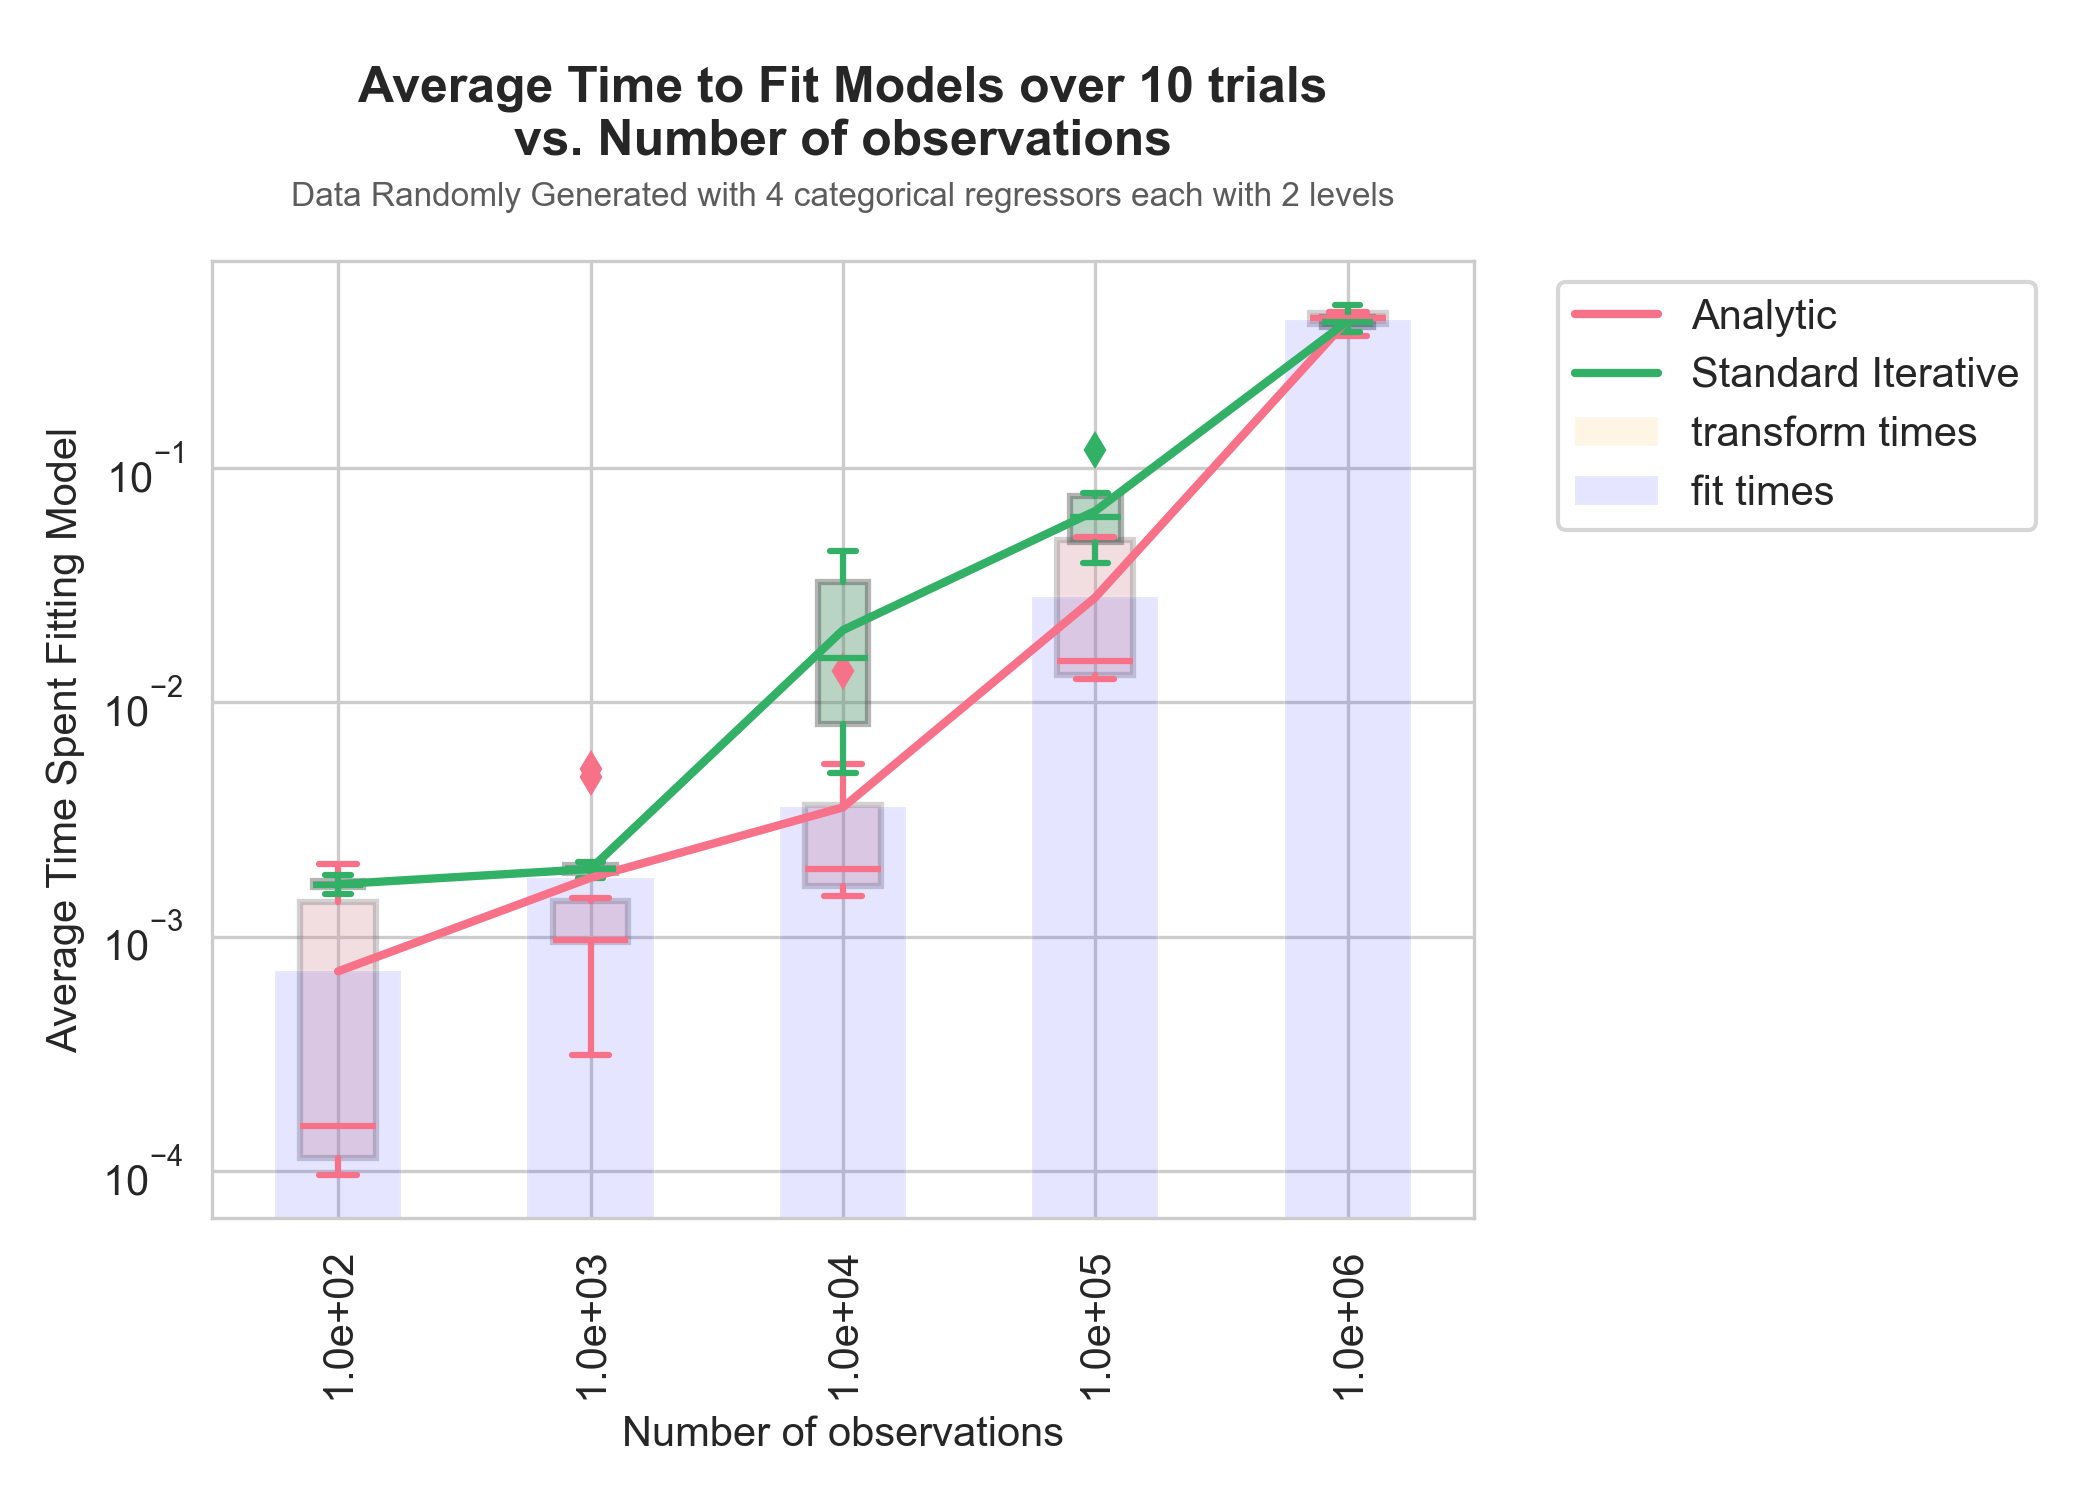 Average Time to Fit Models over 10 trials
vs. Number of observations
Data Randomly Generated with 4 categorical regressors each with 2 levels
Analytic
Standard Iterative
transform times
fit times
Average Time Spent Fitting Model
10⁻¹
10⁻²
10⁻³
10⁻⁴
1.0e+02
1.0e+03
1.0e+04
1.0e+05
1.0e+06
Number of observations